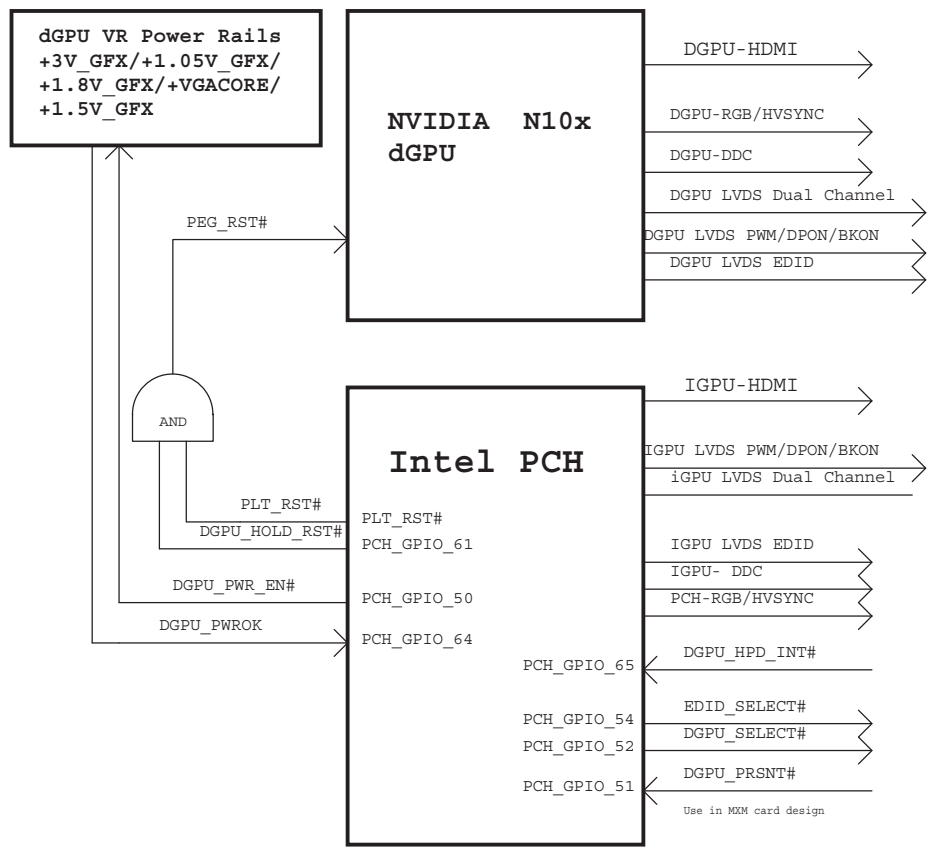 dGPU VR Power Rails
+3V_GFX/+1.05V_GFX/
+1.8V_GFX/+VGACORE/
+1.5V_GFX
NVIDIA N10x
dGPU
DGPU-HDMI
DGPU-RGB/HVSYNC
DGPU-DDC
DGPU LVDS Dual Channel
DGPU LVDS PWM/DPON/BKON
DGPU LVDS EDID
PEG_RST#
AND
PLT_RST#
DGPU_HOLD_RST#
DGPU_PWR_EN#
DGPU_PWROK
Intel PCH
PLT_RST#
PCH_GPIO_61
PCH_GPIO_50
PCH_GPIO_64
PCH_GPIO_65
PCH_GPIO_54
PCH_GPIO_52
PCH_GPIO_51
IGPU-HDMI
IGPU LVDS PWM/DPON/BKON
iGPU LVDS Dual Channel
IGPU LVDS EDID
IGPU- DDC
PCH-RGB/HVSYNC
DGPU_HPD_INT#
EDID_SELECT#
DGPU_SELECT#
DGPU_PRSNT#
Use in MXM card design